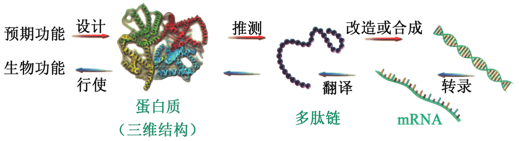 预期功能 设计 推测 改造或合成
生物功能 行使 翻译 转录
蛋白质 多肽链 mRNA
（三维结构）